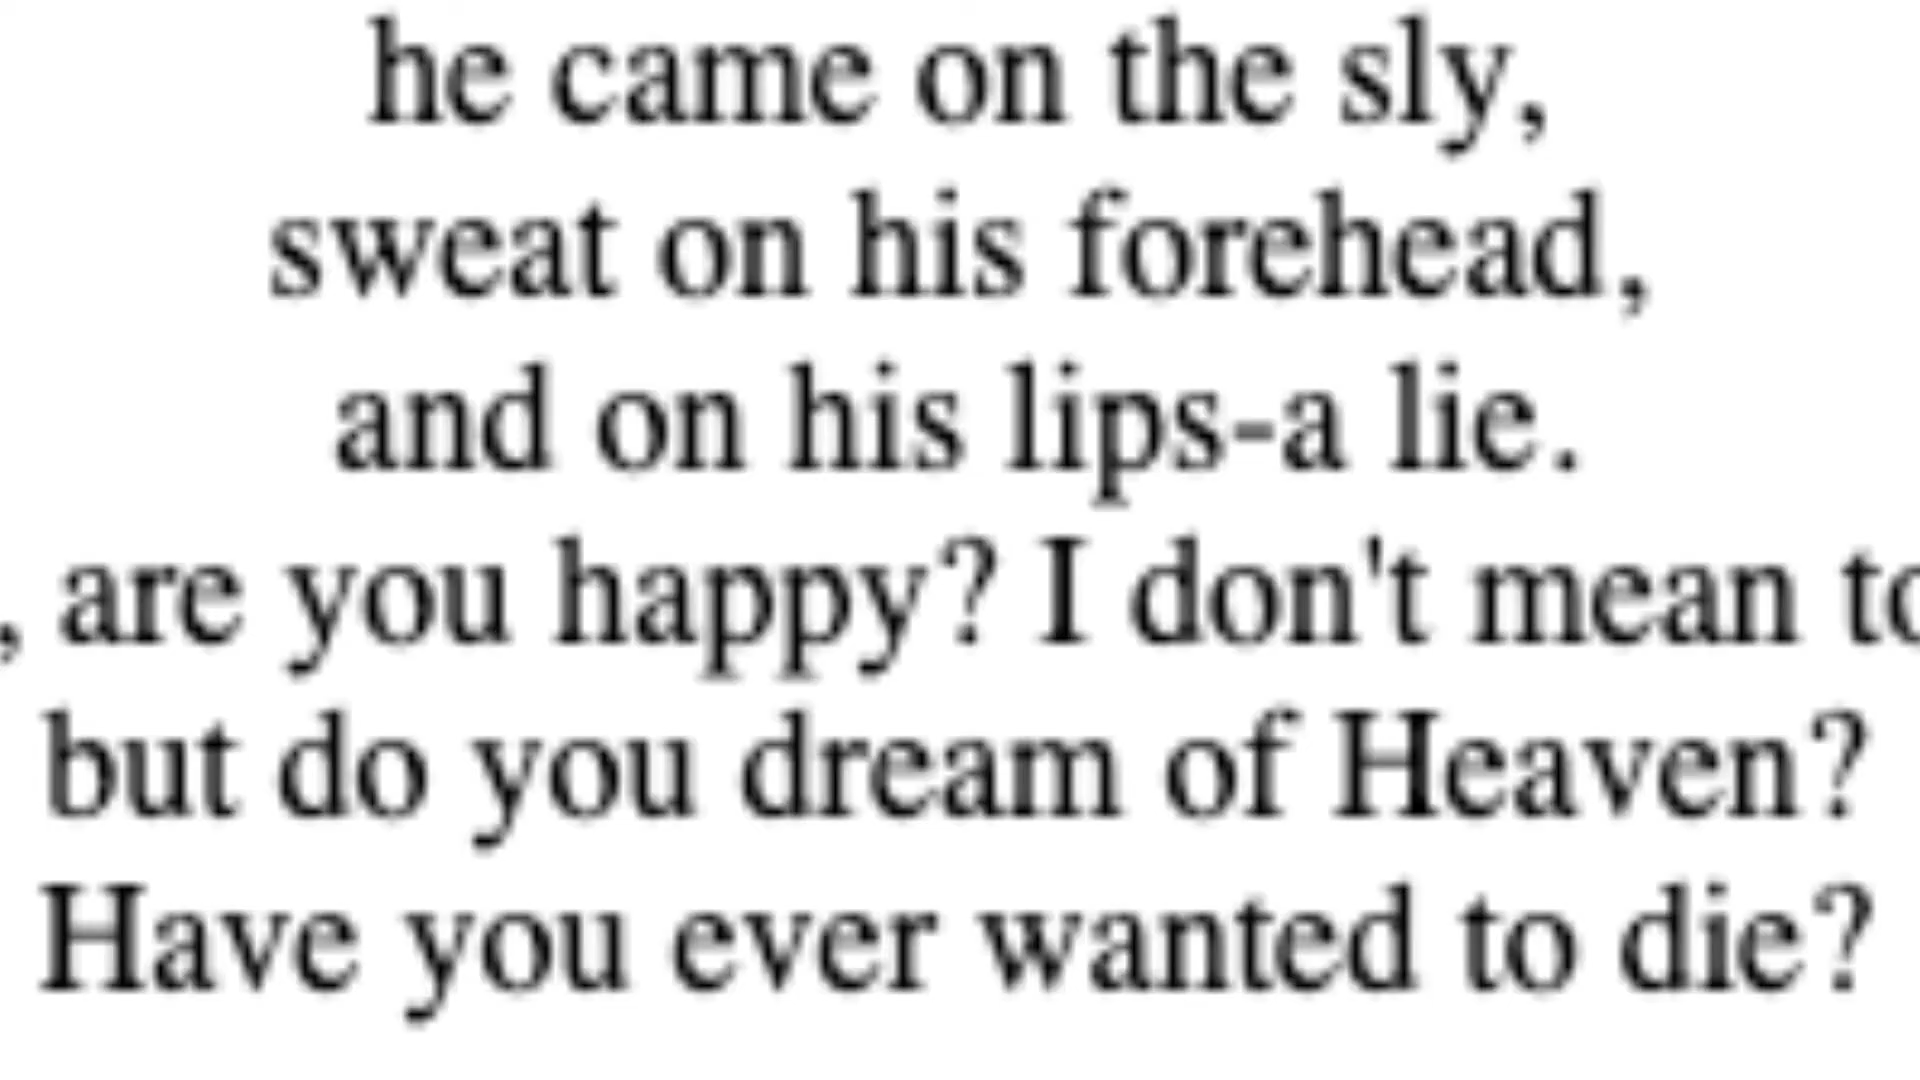 he came on the sly,
sweat on his forehead,
and on his lips-a lie.
, are you happy? I don't mean to
but do you dream of Heaven?
Have you ever wanted to die?